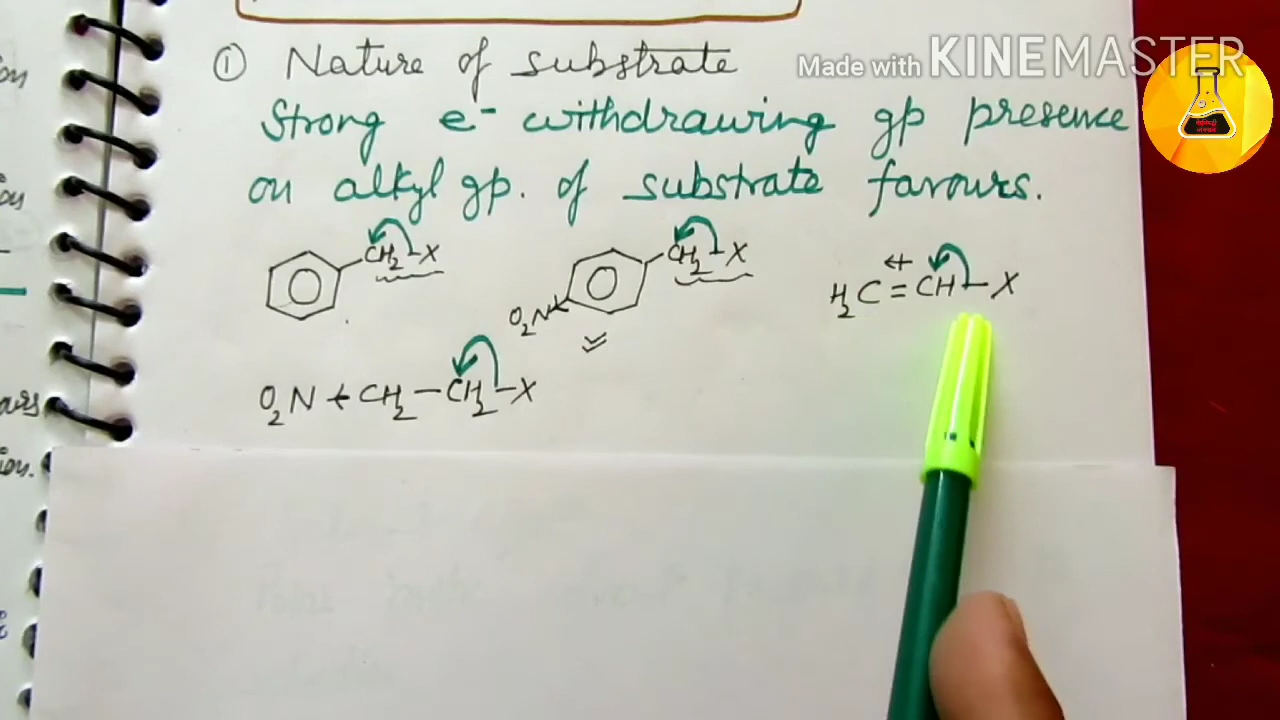 ① Nature of substrate
Made with KINEMASTER
Strong e⁻ withdrawing gp presence
on alkyl gp. of substrate favours.
CH₂-X
CH₂-X
O₂N
H₂C=CH-X
O₂N CH₂-CH₂-X